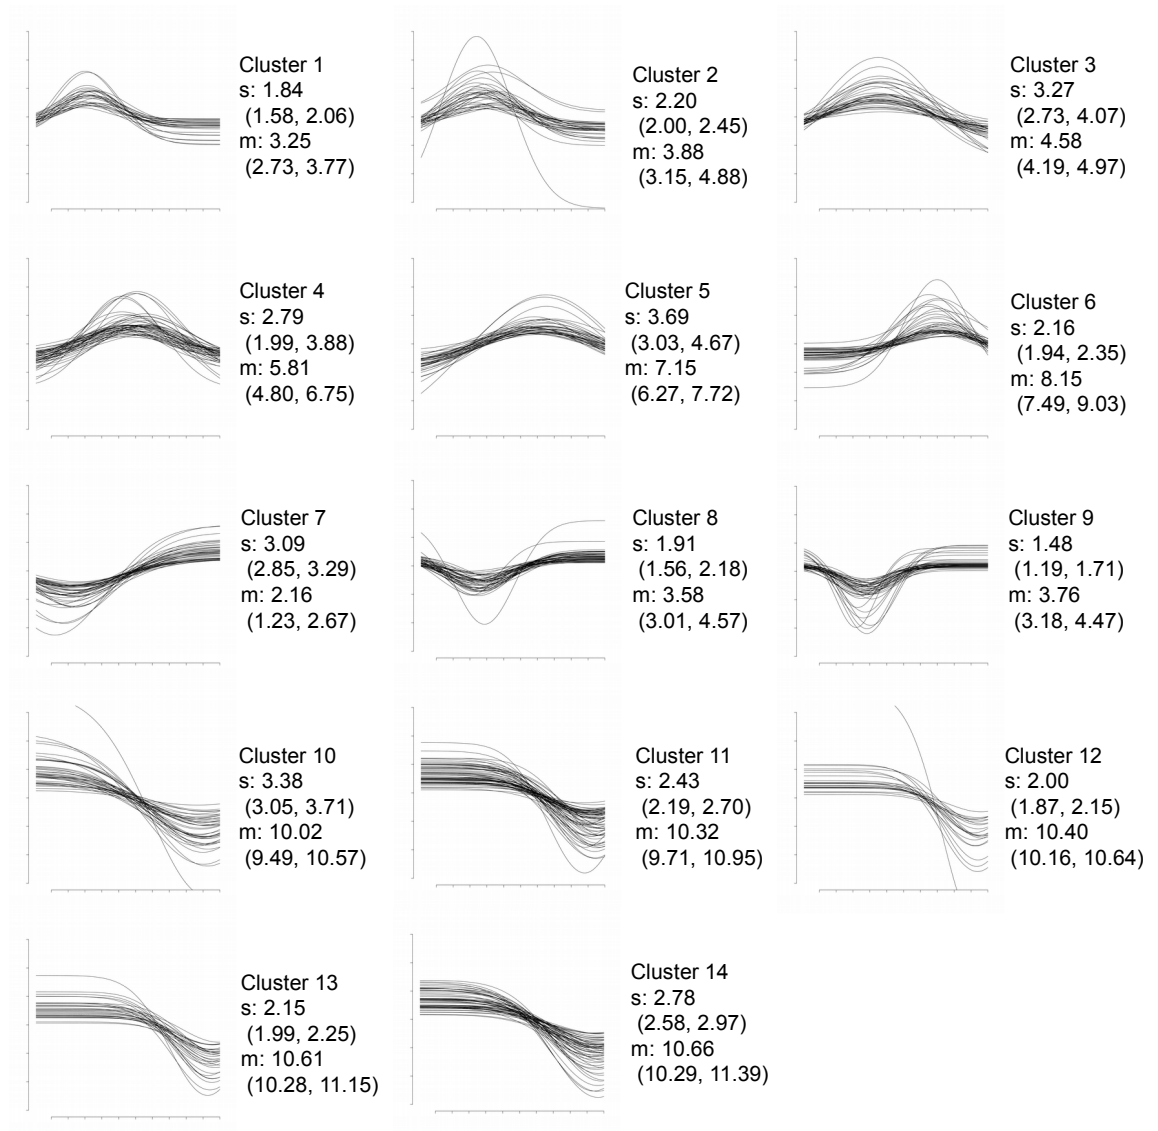 Cluster 1
s: 1.84
(1.58, 2.06)
m: 3.25
(2.73, 3.77)
Cluster 2
s: 2.20
(2.00, 2.45)
m: 3.88
(3.15, 4.88)
Cluster 3
s: 3.27
(2.73, 4.07)
m: 4.58
(4.19, 4.97)
Cluster 4
s: 2.79
(1.99, 3.88)
m: 5.81
(4.80, 6.75)
Cluster 5
s: 3.69
(3.03, 4.67)
m: 7.15
(6.27, 7.72)
Cluster 6
s: 2.16
(1.94, 2.35)
m: 8.15
(7.49, 9.03)
Cluster 7
s: 3.09
(2.85, 3.29)
m: 2.16
(1.23, 2.67)
Cluster 8
s: 1.91
(1.56, 2.18)
m: 3.58
(3.01, 4.57)
Cluster 9
s: 1.48
(1.19, 1.71)
m: 3.76
(3.18, 4.47)
Cluster 10
s: 3.38
(3.05, 3.71)
m: 10.02
(9.49, 10.57)
Cluster 11
s: 2.43
(2.19, 2.70)
m: 10.32
(9.71, 10.95)
Cluster 12
s: 2.00
(1.87, 2.15)
m: 10.40
(10.16, 10.64)
Cluster 13
s: 2.15
(1.99, 2.25)
m: 10.61
(10.28, 11.15)
Cluster 14
s: 2.78
(2.58, 2.97)
m: 10.66
(10.29, 11.39)